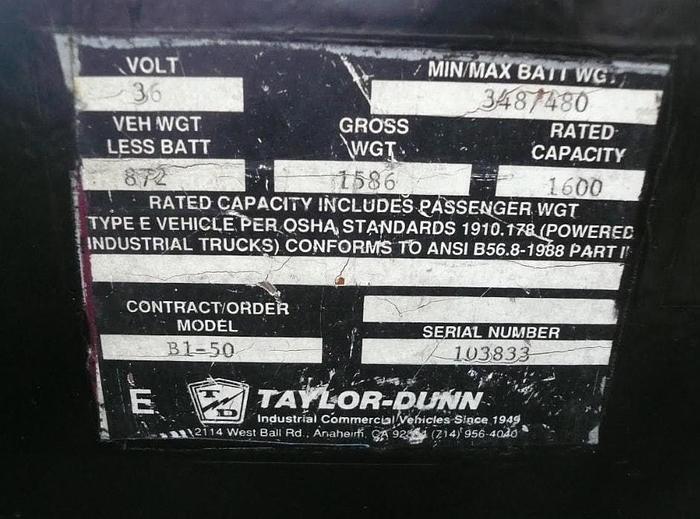 VOLT
MIN/MAX BATT WGT.
36
348/480
VEH WGT
LESS BATT
GROSS
WGT
RATED
CAPACITY
872
1586
1600
RATED CAPACITY INCLUDES PASSENGER WGT
TYPE E VEHICLE PER OSHA STANDARDS 1910.178 (POWERED
INDUSTRIAL TRUCKS) CONFORMS TO ANSI B56.8-1988 PART II
CONTRACT/ORDER
MODEL
SERIAL NUMBER
B1-50
103833
E T/D TAYLOR-DUNN
Industrial Commercial Vehicles Since 1949
2114 West Ball Rd., Anaheim, CA (714) 956-4040